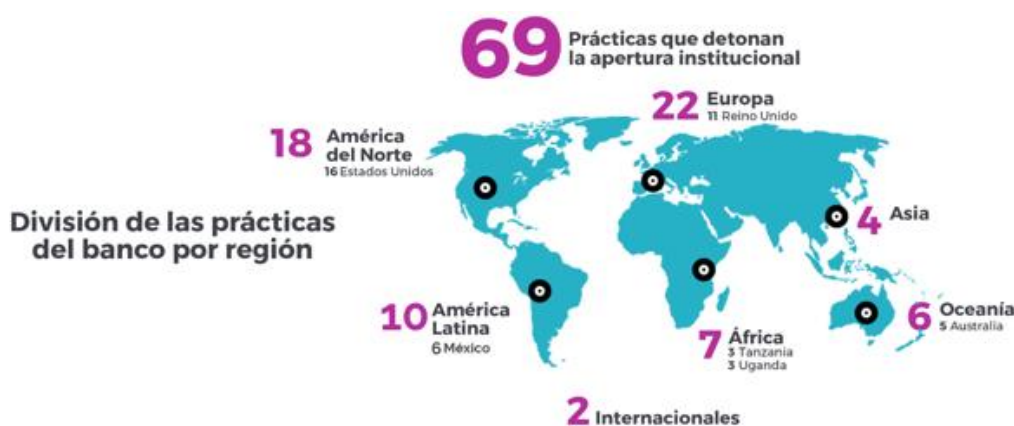 69 Prácticas que detonan
la apertura institucional
22 Europa
11 Reino Unido
18 América
del Norte
16 Estados Unidos
División de las prácticas
del banco por región
4 Asia
10 América
Latina
6 México
7 África
3 Tanzania
3 Uganda
6 Oceanía
5 Australia
2 Internacionales